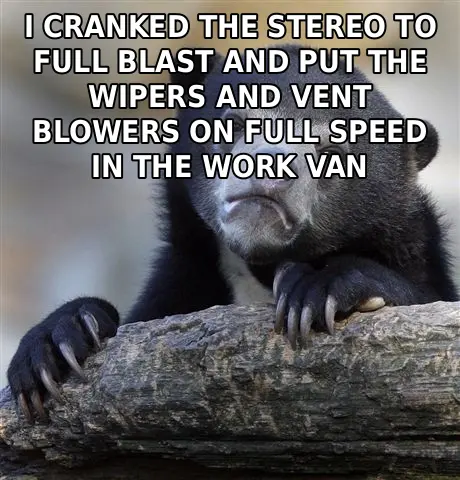 I CRANKED THE STEREO TO
FULL BLAST AND PUT THE
WIPERS AND VENT
BLOWERS ON FULL SPEED
IN THE WORK VAN